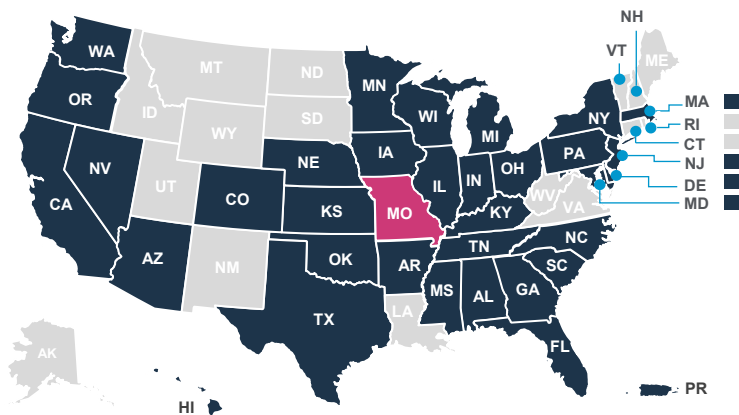 NH
VT
ME
WA
MT
ND
MN
OR
ID
SD
WI
MI
NY
MA
RI
CT
NJ
DE
MD
WY
NE
IA
PA
NV
UT
CO
IL
IN
OH
CA
KS
MO
WV
VA
KY
AZ
NM
OK
AR
TN
NC
SC
TX
LA
MS
AL
GA
FL
AK
HI
PR